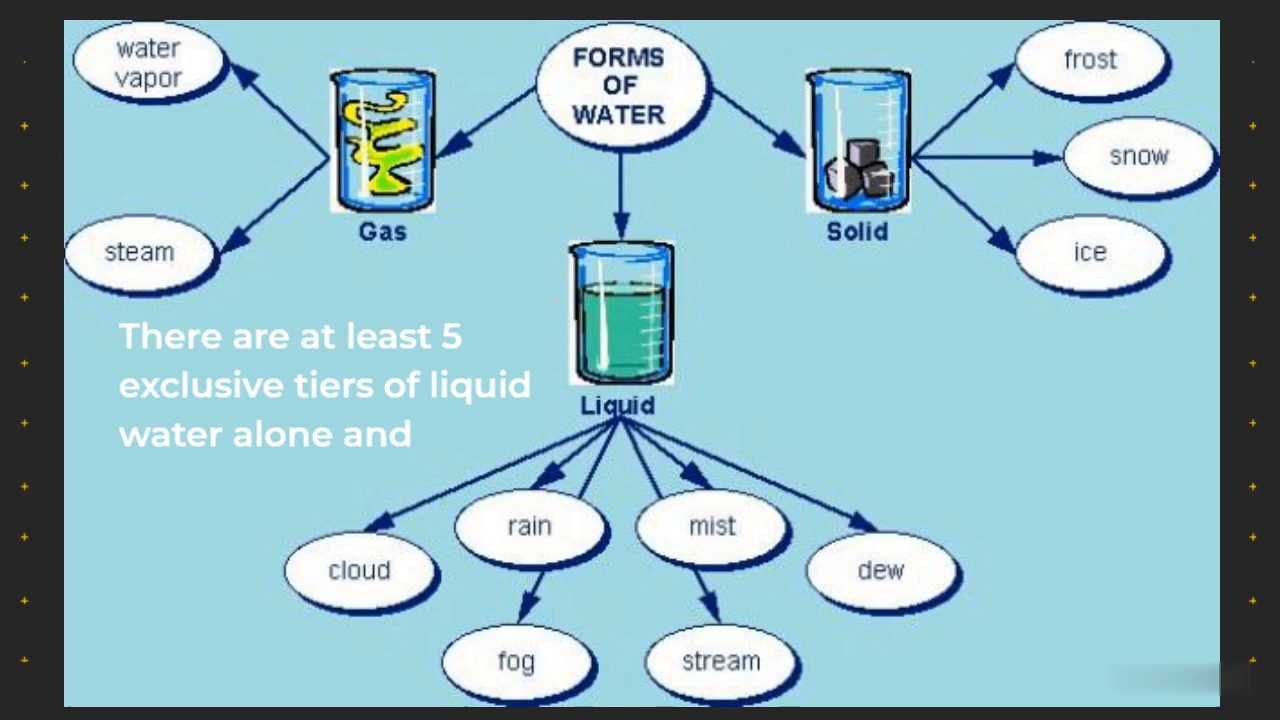 FORMS
OF
WATER
water
vapor
steam
Gas
Solid
frost
snow
ice
There are at least 5
exclusive tiers of liquid
water alone and
Liquid
rain
mist
cloud
dew
fog
stream